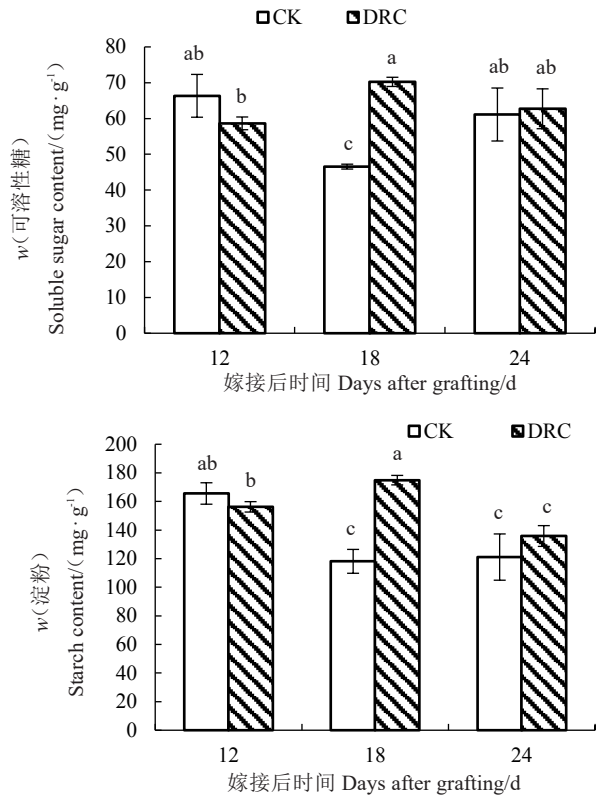 CK DRC
w(可溶性糖)
Soluble sugar content/(mg·g⁻¹)
80
70
60
50
40
30
20
10
0
ab
b
c
a
ab
ab
12 18 24
嫁接后时间 Days after grafting/d
CK DRC
w(淀粉)
Starch content/(mg·g⁻¹)
200
180
160
140
120
100
80
60
40
20
0
ab
b
c
a
c
c
12 18 24
嫁接后时间 Days after grafting/d